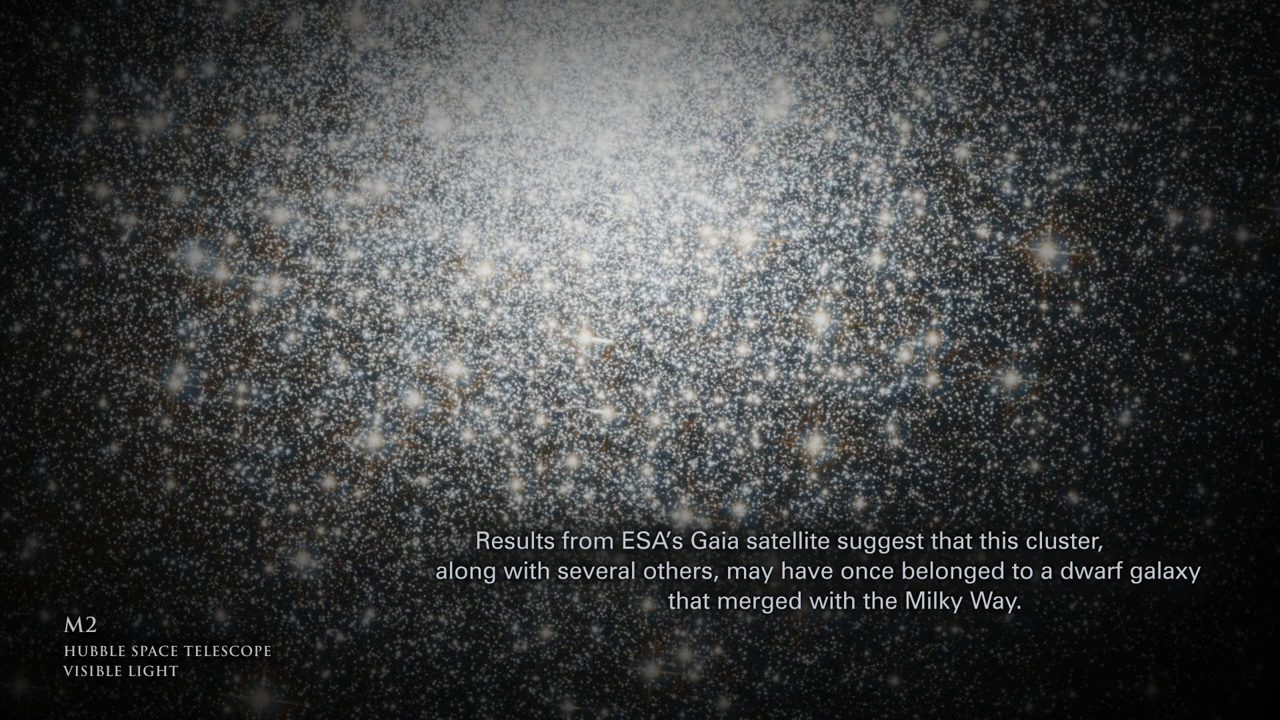 Results from ESA's Gaia satellite suggest that this cluster,
along with several others, may have once belonged to a dwarf galaxy
that merged with the Milky Way.
M2
HUBBLE SPACE TELESCOPE
VISIBLE LIGHT